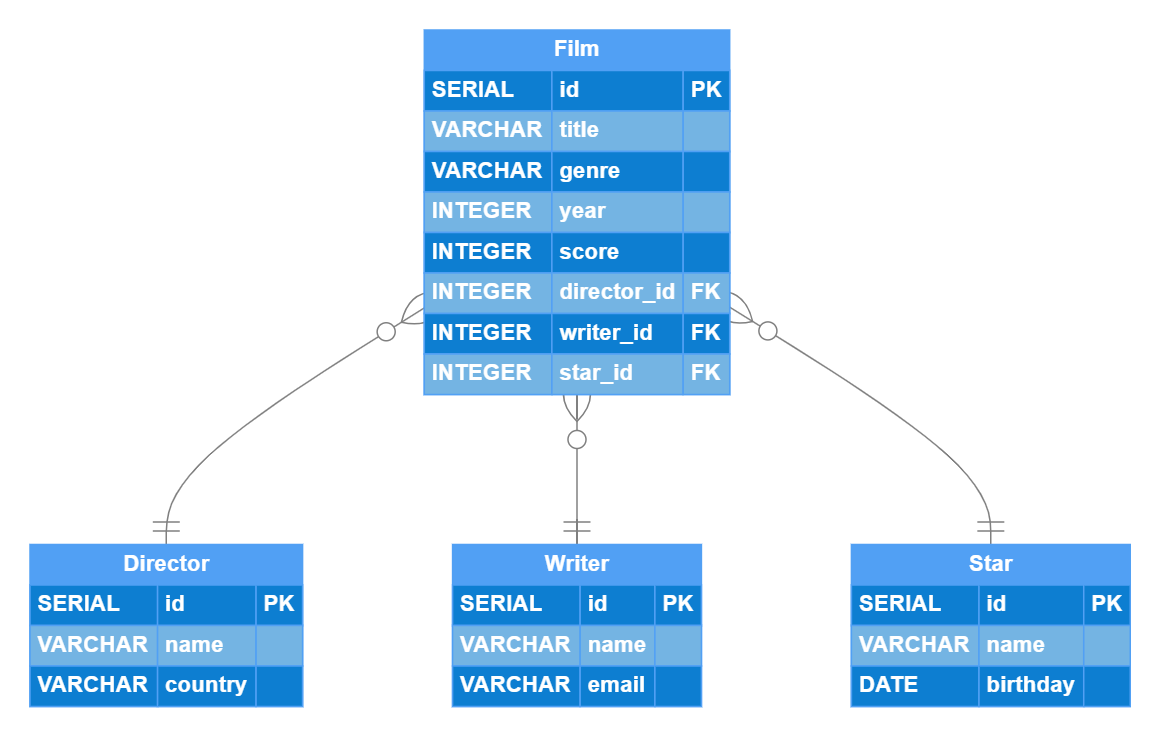 Film
SERIAL id PK
VARCHAR title
VARCHAR genre
INTEGER year
INTEGER score
INTEGER director_id FK
INTEGER writer_id FK
INTEGER star_id FK
Director
SERIAL id PK
VARCHAR name
VARCHAR country
Writer
SERIAL id PK
VARCHAR name
VARCHAR email
Star
SERIAL id PK
VARCHAR name
DATE birthday